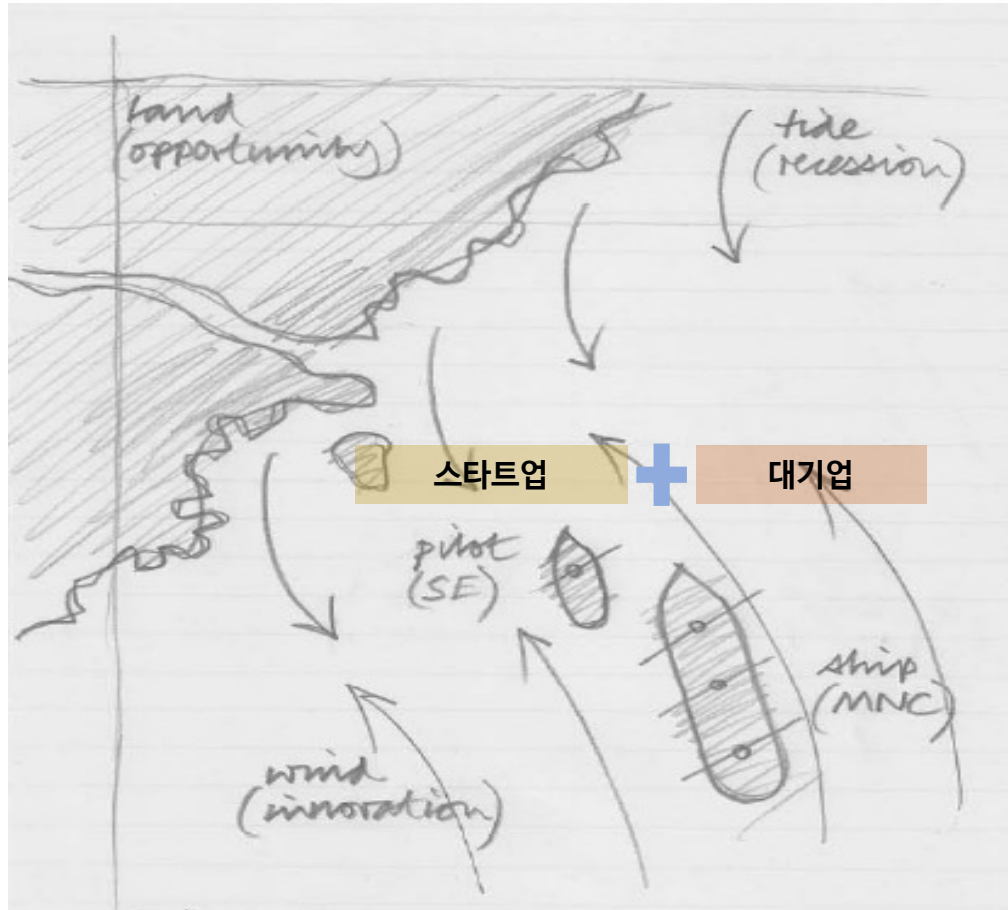 land
(opportunity)
tide
(recession)
스타트업
대기업
pilot
(SE)
ship
(MNC)
wind
(innovation)